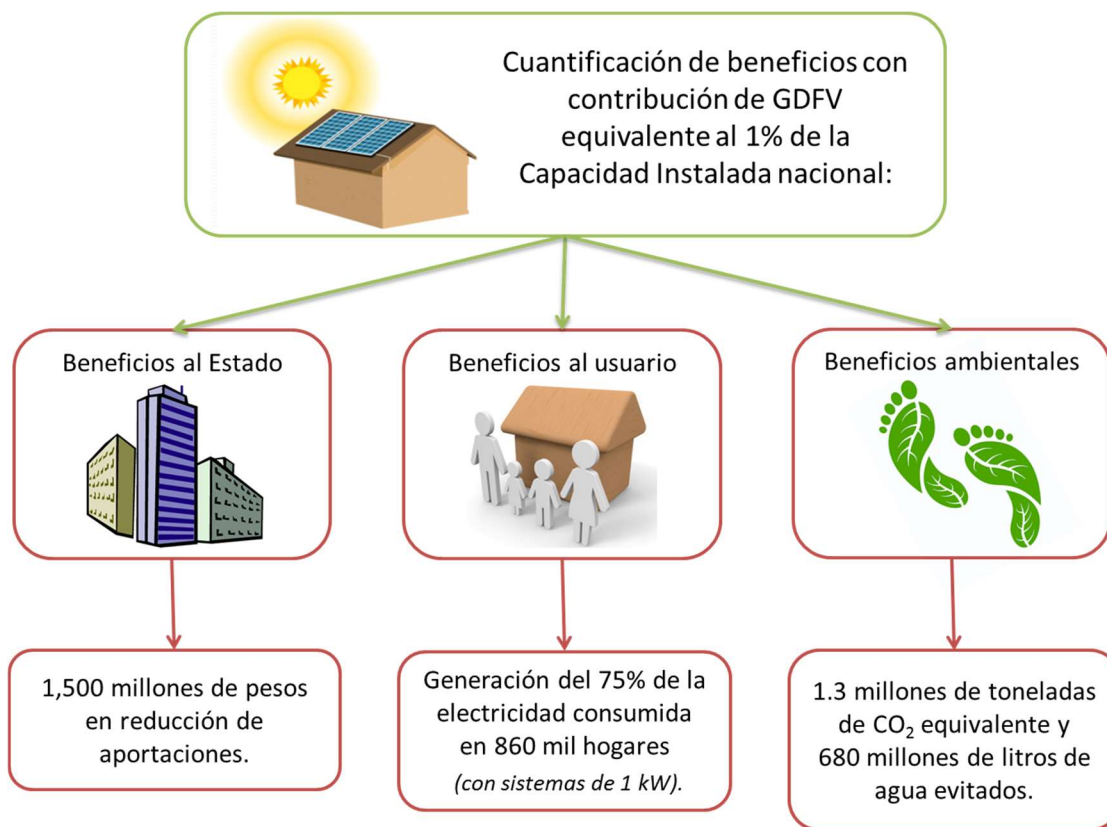 Cuantificación de beneficios con
contribución de GDFV
equivalente al 1% de la
Capacidad Instalada nacional:
Beneficios al Estado
Beneficios al usuario
Beneficios ambientales
1,500 millones de pesos
en reducción de
aportaciones.
Generación del 75% de la
electricidad consumida
en 860 mil hogares
(con sistemas de 1 kW).
1.3 millones de toneladas
de CO₂ equivalente y
680 millones de litros de
agua evitados.